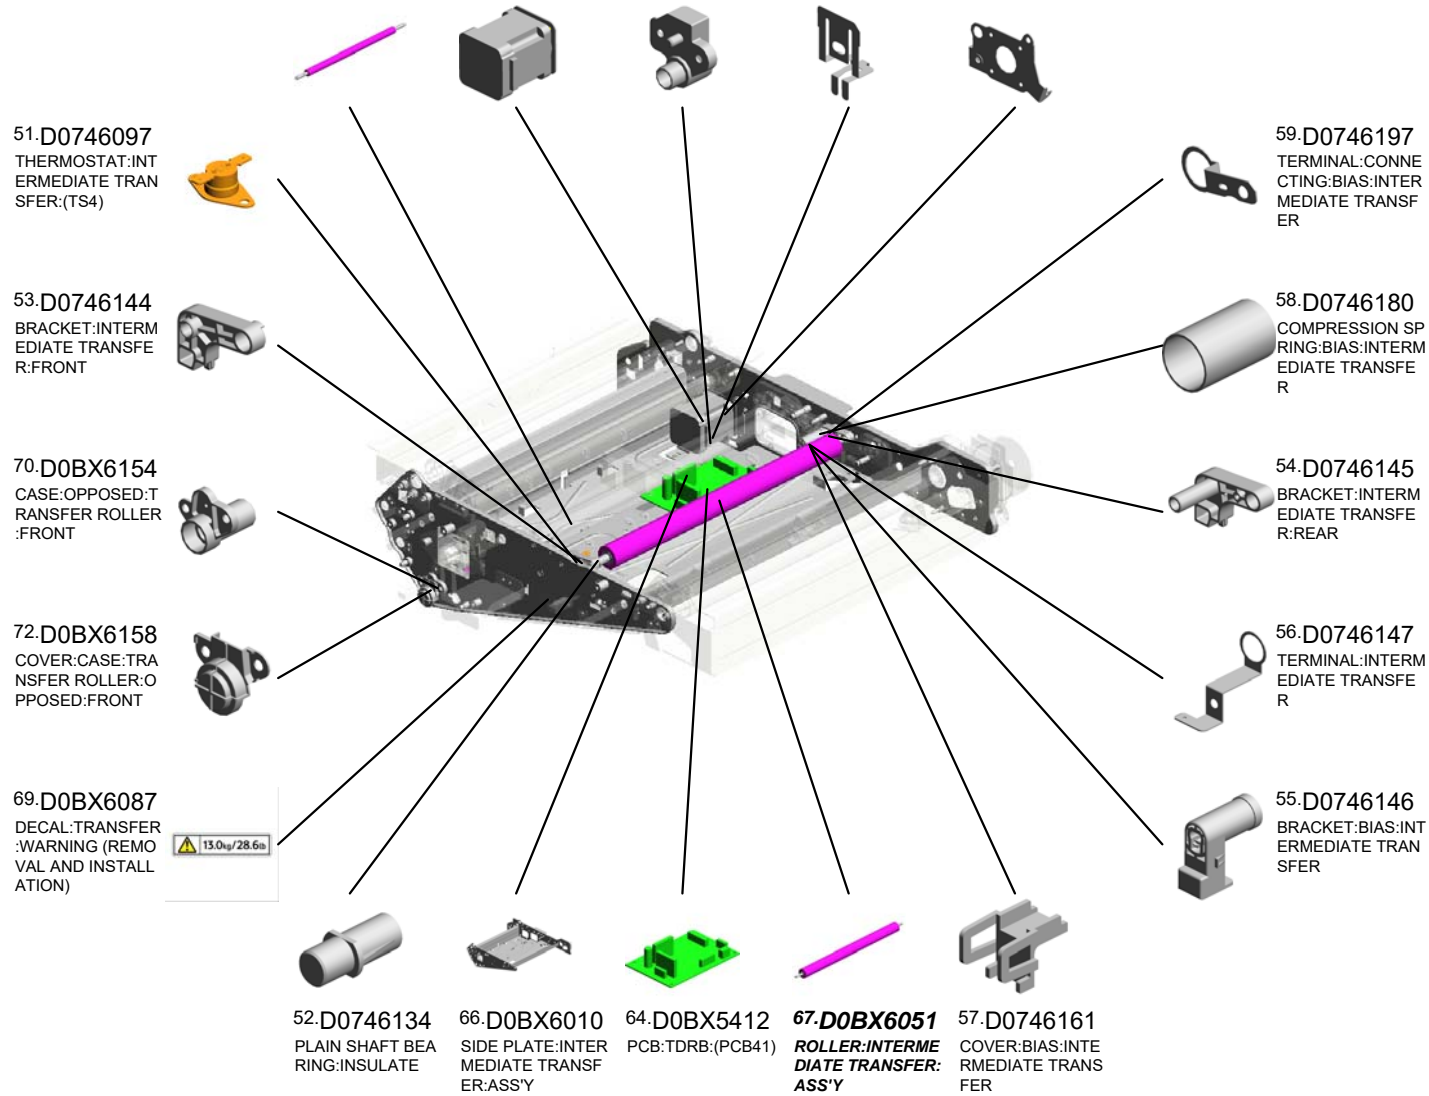 51.D0746097
THERMOSTAT:INT
ERMEDIATE TRAN
SFER:(TS4)
59.D0746197
TERMINAL:CONNE
CTING:BIAS:INTER
MEDIATE TRANSF
ER
53.D0746144
BRACKET:INTERM
EDIATE TRANSFE
R:FRONT
58.D0746180
COMPRESSION SP
RING:BIAS:INTERM
EDIATE TRANSFE
R
70.D0BX6154
CASE:OPPOSED:T
RANSFER ROLLER
:FRONT
54.D0746145
BRACKET:INTERM
EDIATE TRANSFE
R:REAR
72.D0BX6158
COVER:CASE:TRA
NSFER ROLLER:O
PPOSED:FRONT
56.D0746147
TERMINAL:INTERM
EDIATE TRANSFE
R
69.D0BX6087
DECAL:TRANSFER
:WARNING (REMO
VAL AND INSTALL
ATION)
13.0kg/28.6lb
55.D0746146
BRACKET:BIAS:INT
ERMEDIATE TRAN
SFER
52.D0746134
PLAIN SHAFT BEA
RING:INSULATE
66.D0BX6010
SIDE PLATE:INTER
MEDIATE TRANSF
ER:ASS'Y
64.D0BX5412
PCB:TDRB:(PCB41)
67.D0BX6051
ROLLER:INTERME
DIATE TRANSFER:
ASS'Y
57.D0746161
COVER:BIAS:INTE
RMEDIATE TRANS
FER